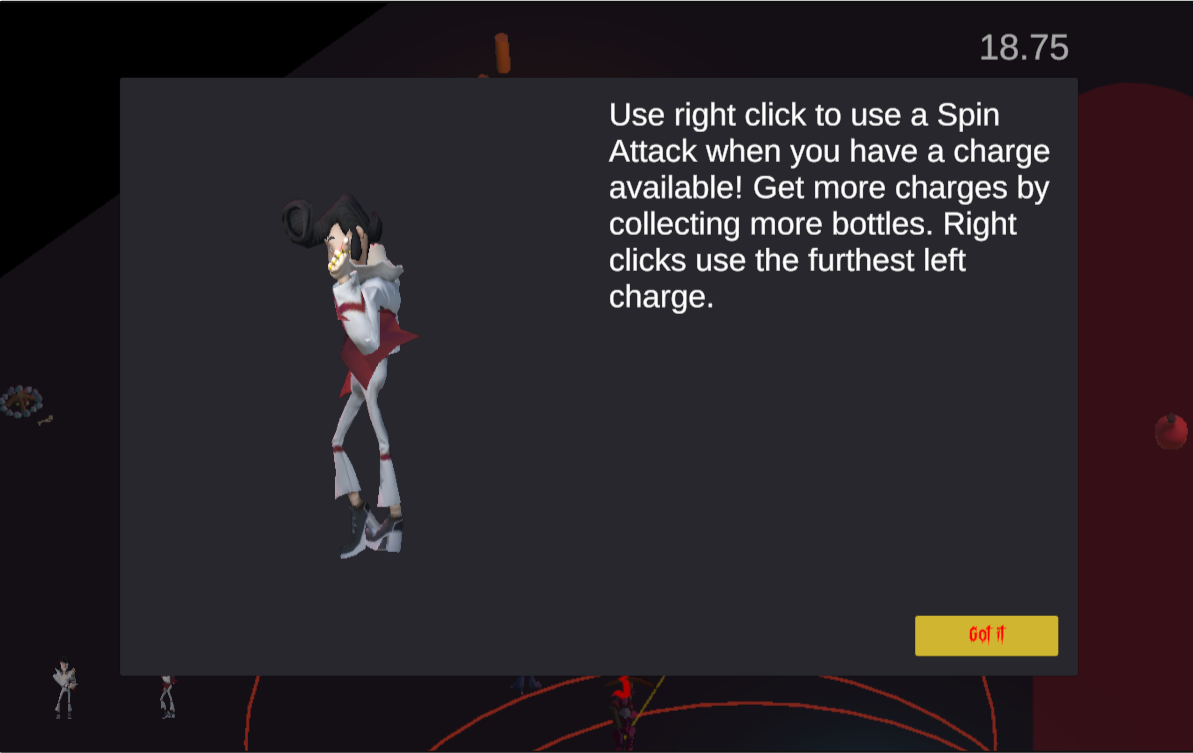 18.75
Use right click to use a Spin
Attack when you have a charge
available! Get more charges by
collecting more bottles. Right
clicks use the furthest left
charge.
Got it